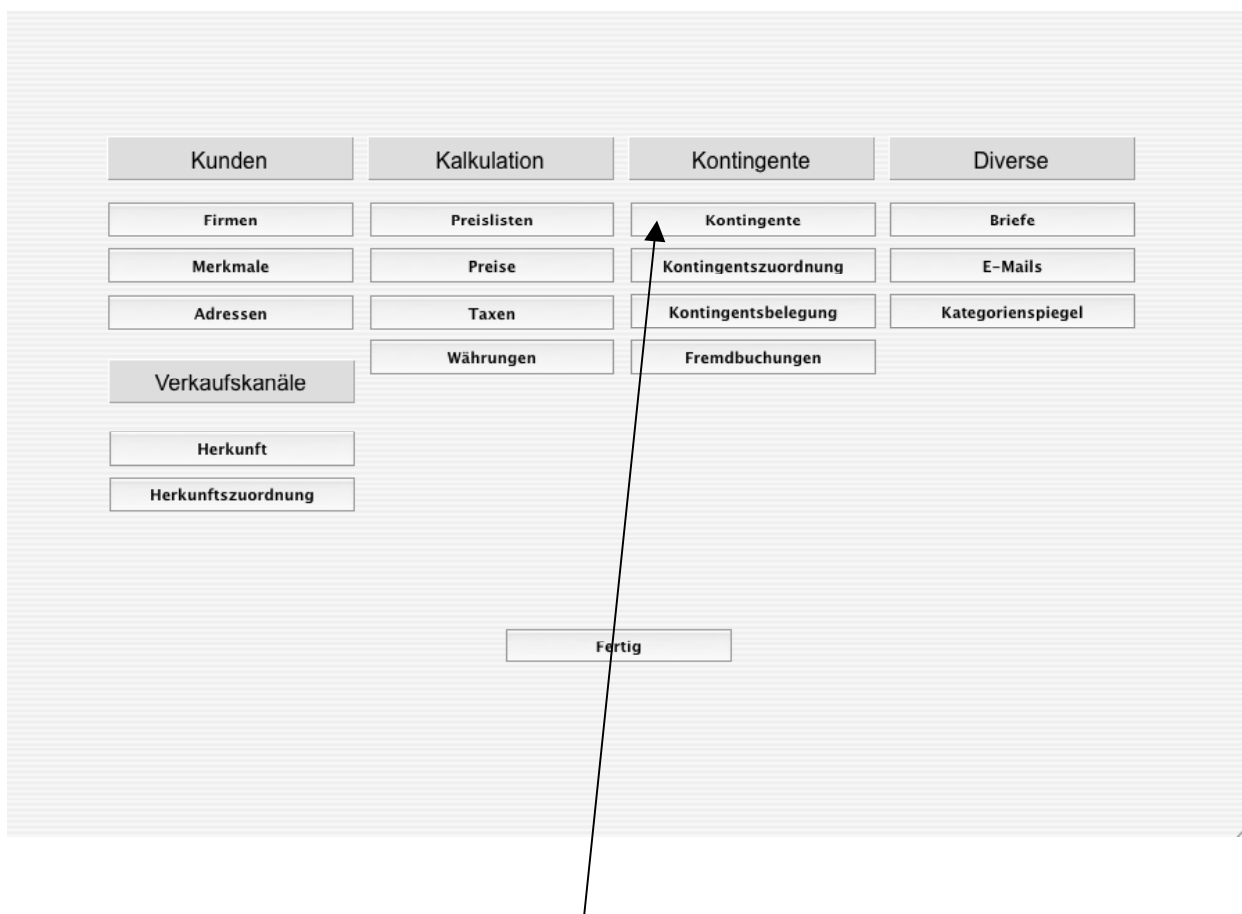 Kunden
Firmen
Merkmale
Adressen
Verkaufskanäle
Herkunft
Herkunftszuordnung
Kalkulation
Preislisten
Preise
Taxen
Währungen
Kontingente
Kontingente
Kontingentszuordnung
Kontingentsbelegung
Fremdbuchungen
Diverse
Briefe
E-Mails
Kategorienspiegel
Fertig